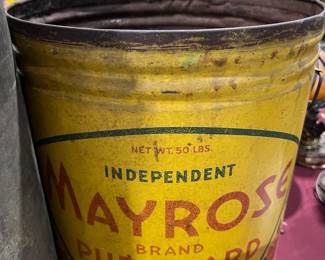 NET WT. 50 LBS.
INDEPENDENT
MAYROSE
BRAND